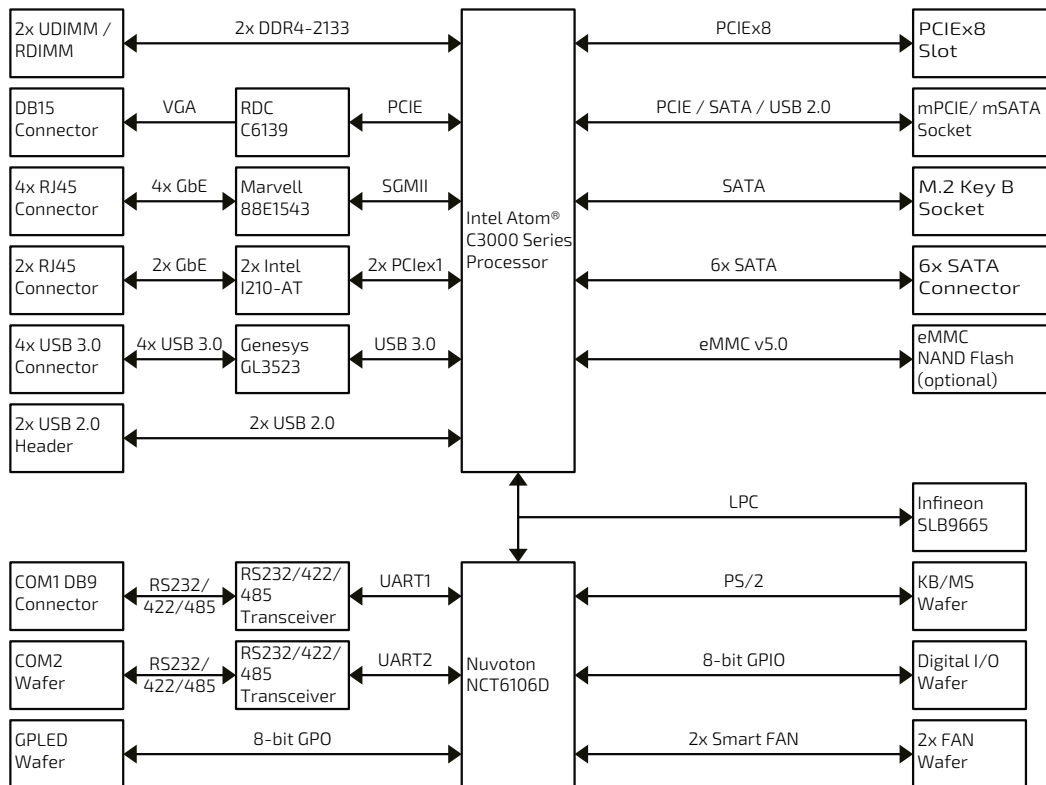 2x UDIMM /
RDIMM
2x DDR4-2133
PCIEx8
PCIEx8
Slot
DB15
Connector
VGA
RDC
C6139
PCIE
PCIE / SATA / USB 2.0
mPCIE/ mSATA
Socket
4x RJ45
Connector
4x GbE
Marvell
88E1543
SGMII
Intel Atom®
C3000 Series
Processor
SATA
M.2 Key B
Socket
2x RJ45
Connector
2x GbE
2x Intel
I210-AT
2x PCIex1
6x SATA
6x SATA
Connector
4x USB 3.0
Connector
4x USB 3.0
Genesys
GL3523
USB 3.0
eMMC v5.0
eMMC
NAND Flash
(optional)
2x USB 2.0
Header
2x USB 2.0
LPC
Infineon
SLB9665
COM1 DB9
Connector
RS232/
422/485
RS232/422/
485
Transceiver
UART1
PS/2
KB/MS
Wafer
COM2
Wafer
RS232/
422/485
RS232/422/
485
Transceiver
UART2
Nuvoton
NCT6106D
8-bit GPIO
Digital I/O
Wafer
GPLED
Wafer
8-bit GPO
2x Smart FAN
2x FAN
Wafer